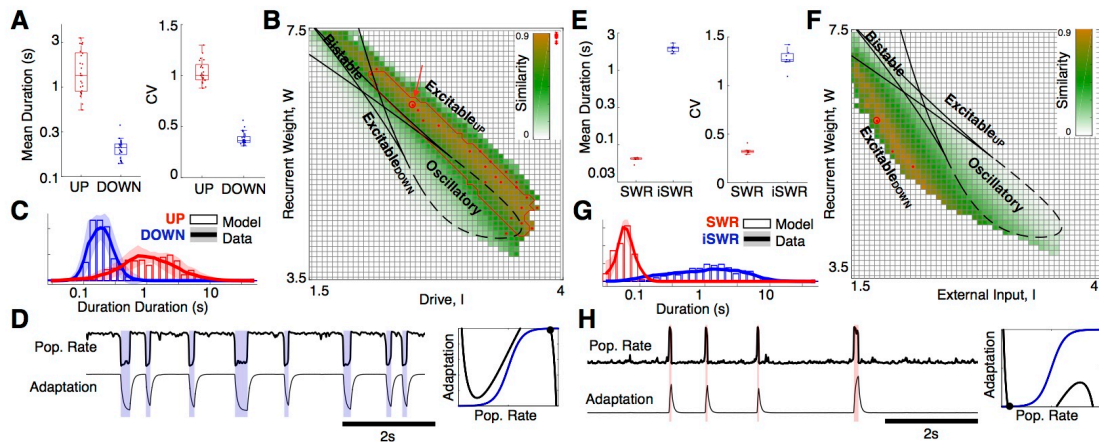 A
Mean Duration (s)
3
1
0.3
0.1
UP DOWN
CV
1.5
1
0.5
0
UP DOWN
B
7.5
Recurrent Weight, W
3.5
1.5
Drive, I
4
Bistable
Excitable UP
Excitable DOWN
Oscillatory
Similarity
0.9
0
C
UP
DOWN
Model
Data
0.1 1 10
Duration Duration (s)
D
Pop. Rate
Adaptation
2s
Adaptation
Pop. Rate
E
Mean Duration (s)
3
1
0.3
0.1
0.03
SWR iSWR
CV
1.5
1
0.5
0
SWR iSWR
F
7.5
Recurrent Weight, W
3.5
1.5
External Input, I
4
Bistable
Excitable UP
Excitable DOWN
Oscillatory
Similarity
0.9
0
G
SWR
iSWR
Model
Data
0.1 1 10
Duration (s)
H
Pop. Rate
Adaptation
2s
Adaptation
Pop. Rate